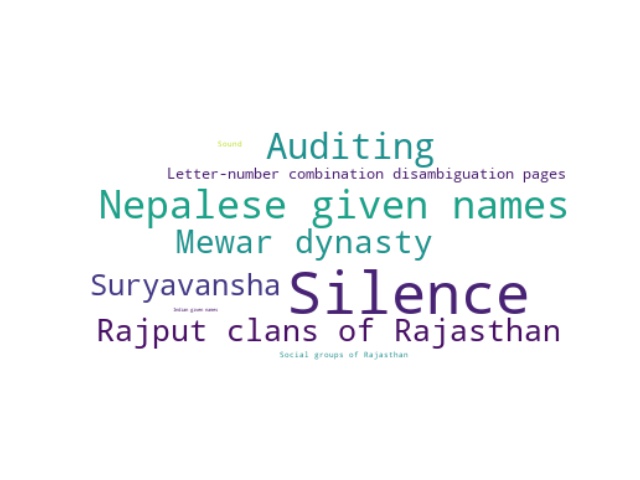 Sound
Auditing
Letter-number combination disambiguation pages
Nepalese given names
Mewar dynasty
Suryavansha
Silence
Indian given names
Rajput clans of Rajasthan
Social groups of Rajasthan